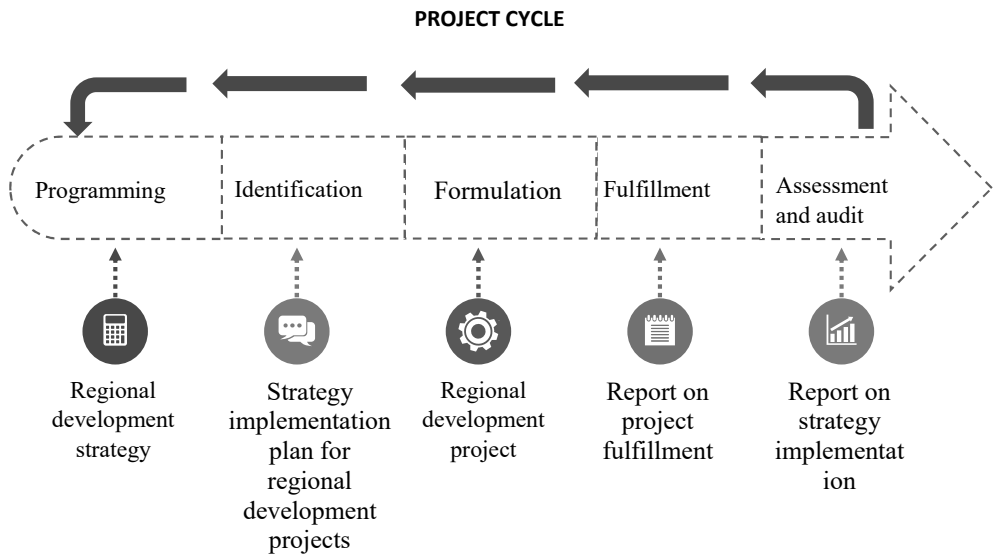 PROJECT CYCLE
Programming
Identification
Formulation
Fulfillment
Assessment
and audit
Regional
development
strategy
Strategy
implementation
plan for
regional
development
projects
Regional
development
project
Report on
project
fulfillment
Report on
strategy
implementat
ion